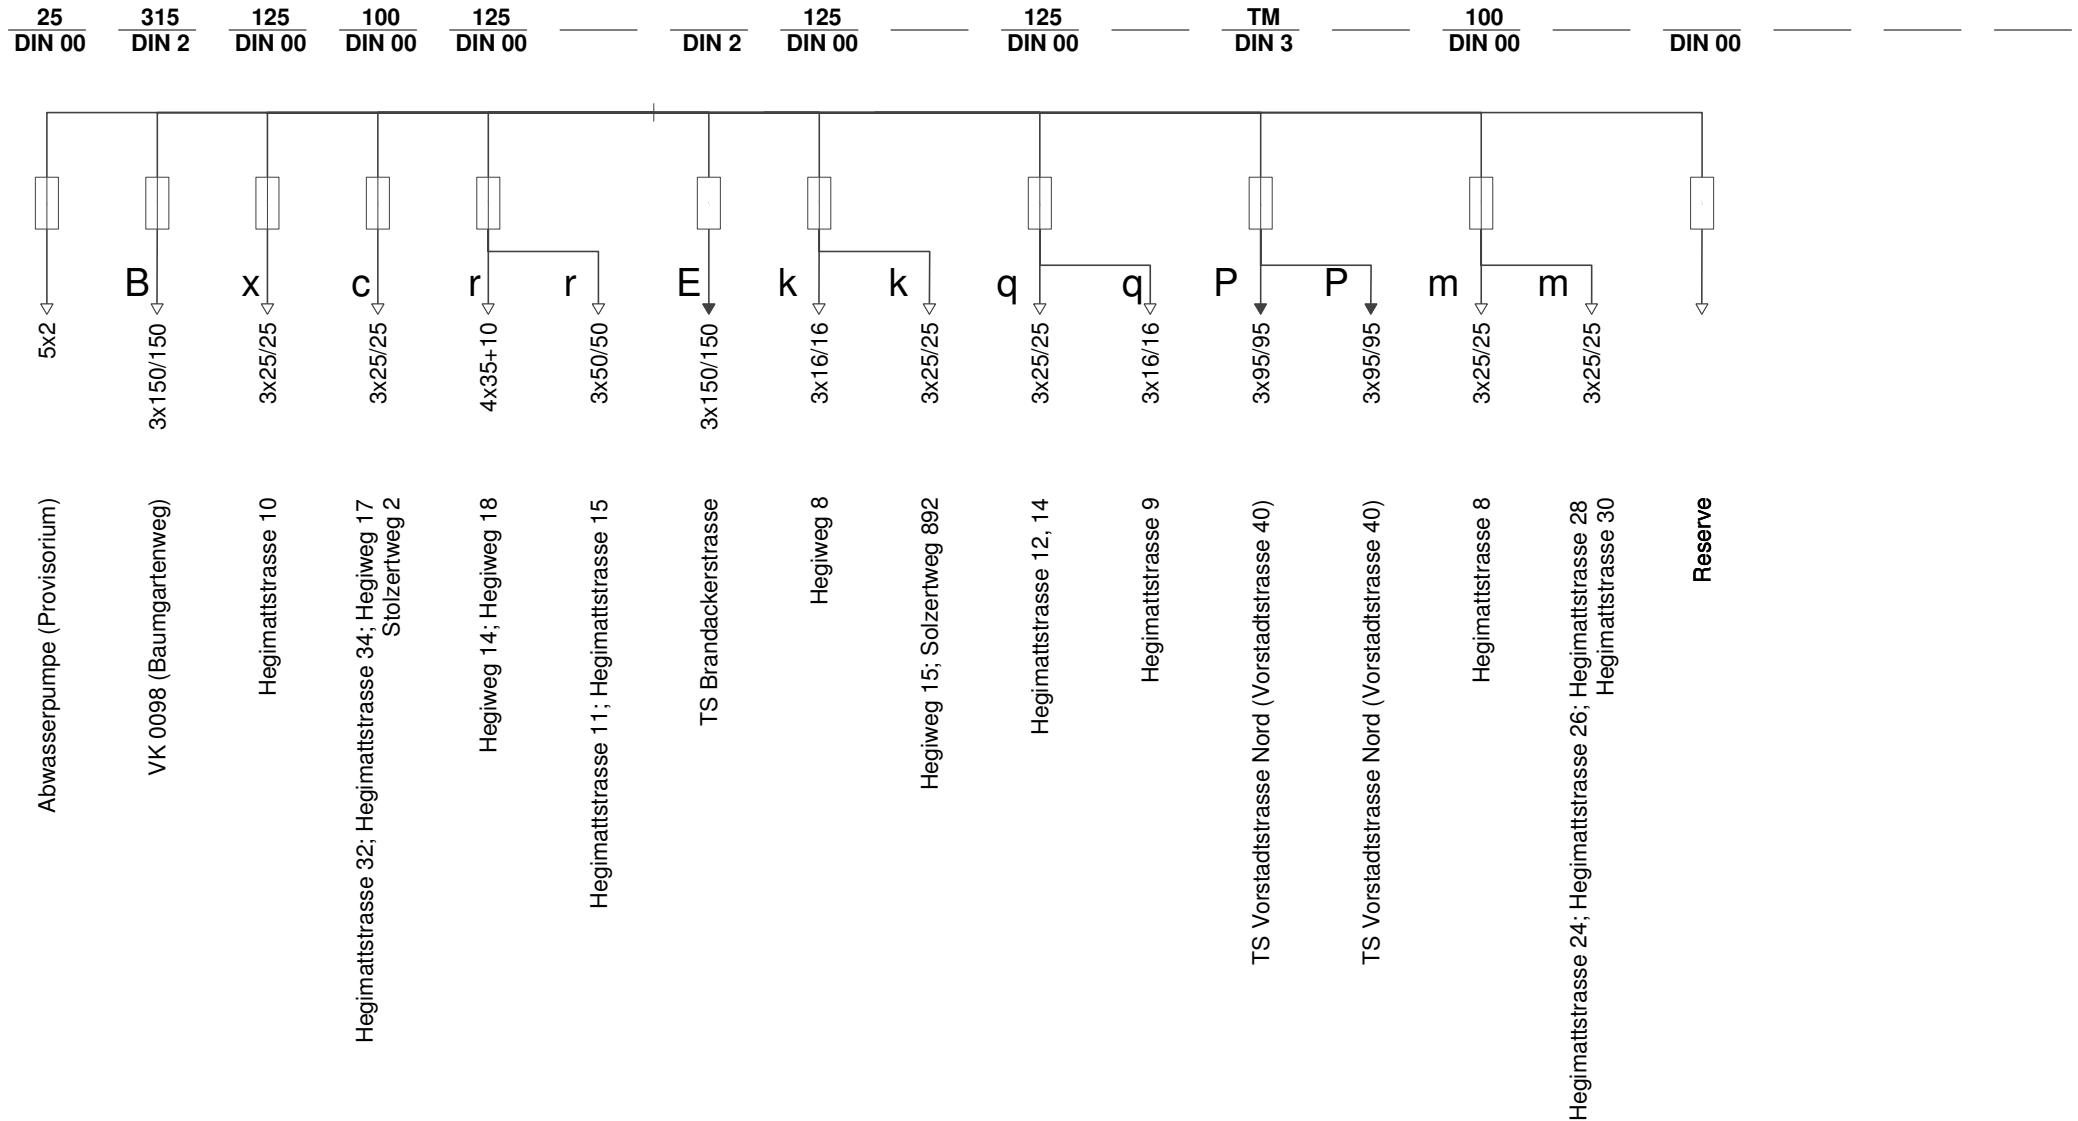 25 315 125 100 125 125 125 TM 100
DIN 00 DIN 2 DIN 00 DIN 00 DIN 00 DIN 2 DIN 00 DIN 00 DIN 3 DIN 00 DIN 00
B x c r r E k k q q P P m m
5x2
3x150/150
3x25/25
3x25/25
4x35+10
3x50/50
3x150/150
3x16/16
3x25/25
3x25/25
3x16/16
3x95/95
3x95/95
3x25/25
3x25/25
Abwasserpumpe (Provisorium)
VK 0098 (Baumgartenweg)
Hegimattstrasse 10
Hegimattstrasse 32; Hegimattstrasse 34; Hegiweg 17
Stolzertweg 2
Hegiweg 14; Hegiweg 18
Hegimattstrasse 11; Hegimattstrasse 15
TS Brandackerstrasse
Hegiweg 8
Hegiweg 15; Solzertweg 892
Hegimattstrasse 12, 14
Hegimattstrasse 9
TS Vorstadtstrasse Nord (Vorstadtstrasse 40)
TS Vorstadtstrasse Nord (Vorstadtstrasse 40)
Hegimattstrasse 8
Hegimattstrasse 24; Hegimattstrasse 26; Hegimattstrasse 28
Hegimattstrasse 30
Reserve